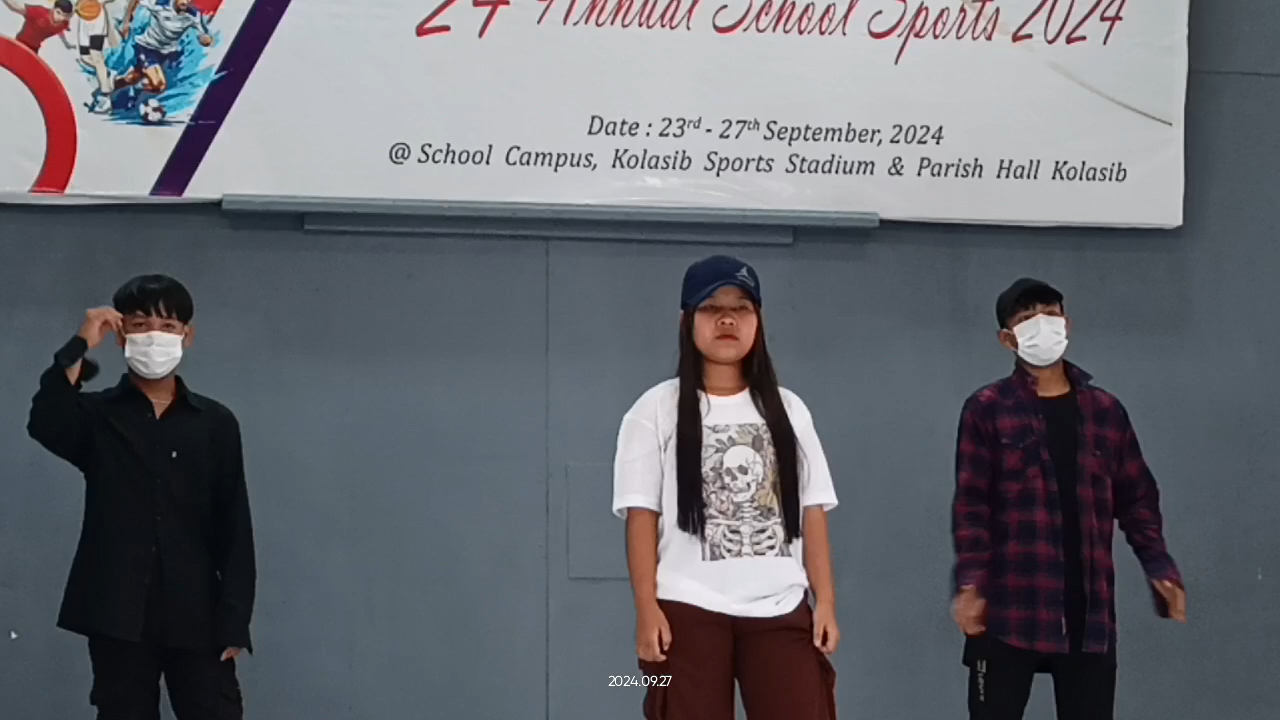 24th Annual School Sports 2024
Date : 23rd - 27th September, 2024
@ School Campus, Kolasib Sports Stadium & Parish Hall Kolasib
2024.09.27